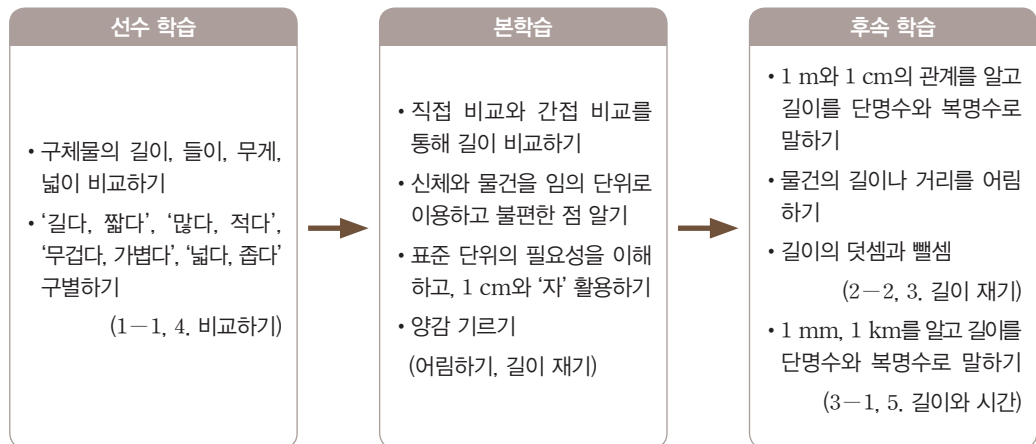 선수 학습
• 구체물의 길이, 들이, 무게,
넓이 비교하기
• ‘길다, 짧다’, ‘많다, 적다’,
‘무겁다, 가볍다’, ‘넓다, 좁다’
구별하기
(1-1, 4. 비교하기)
본학습
• 직접 비교와 간접 비교를
통해 길이 비교하기
• 신체와 물건을 임의 단위로
이용하고 불편한 점 알기
• 표준 단위의 필요성을 이해
하고, 1 cm와 ‘자’ 활용하기
• 양감 기르기
(어림하기, 길이 재기)
후속 학습
• 1 m와 1 cm의 관계를 알고
길이를 단명수와 복명수로
말하기
• 물건의 길이나 거리를 어림
하기
• 길이의 덧셈과 뺄셈
(2-2, 3. 길이 재기)
• 1 mm, 1 km를 알고 길이를
단명수와 복명수로 말하기
(3-1, 5. 길이와 시간)